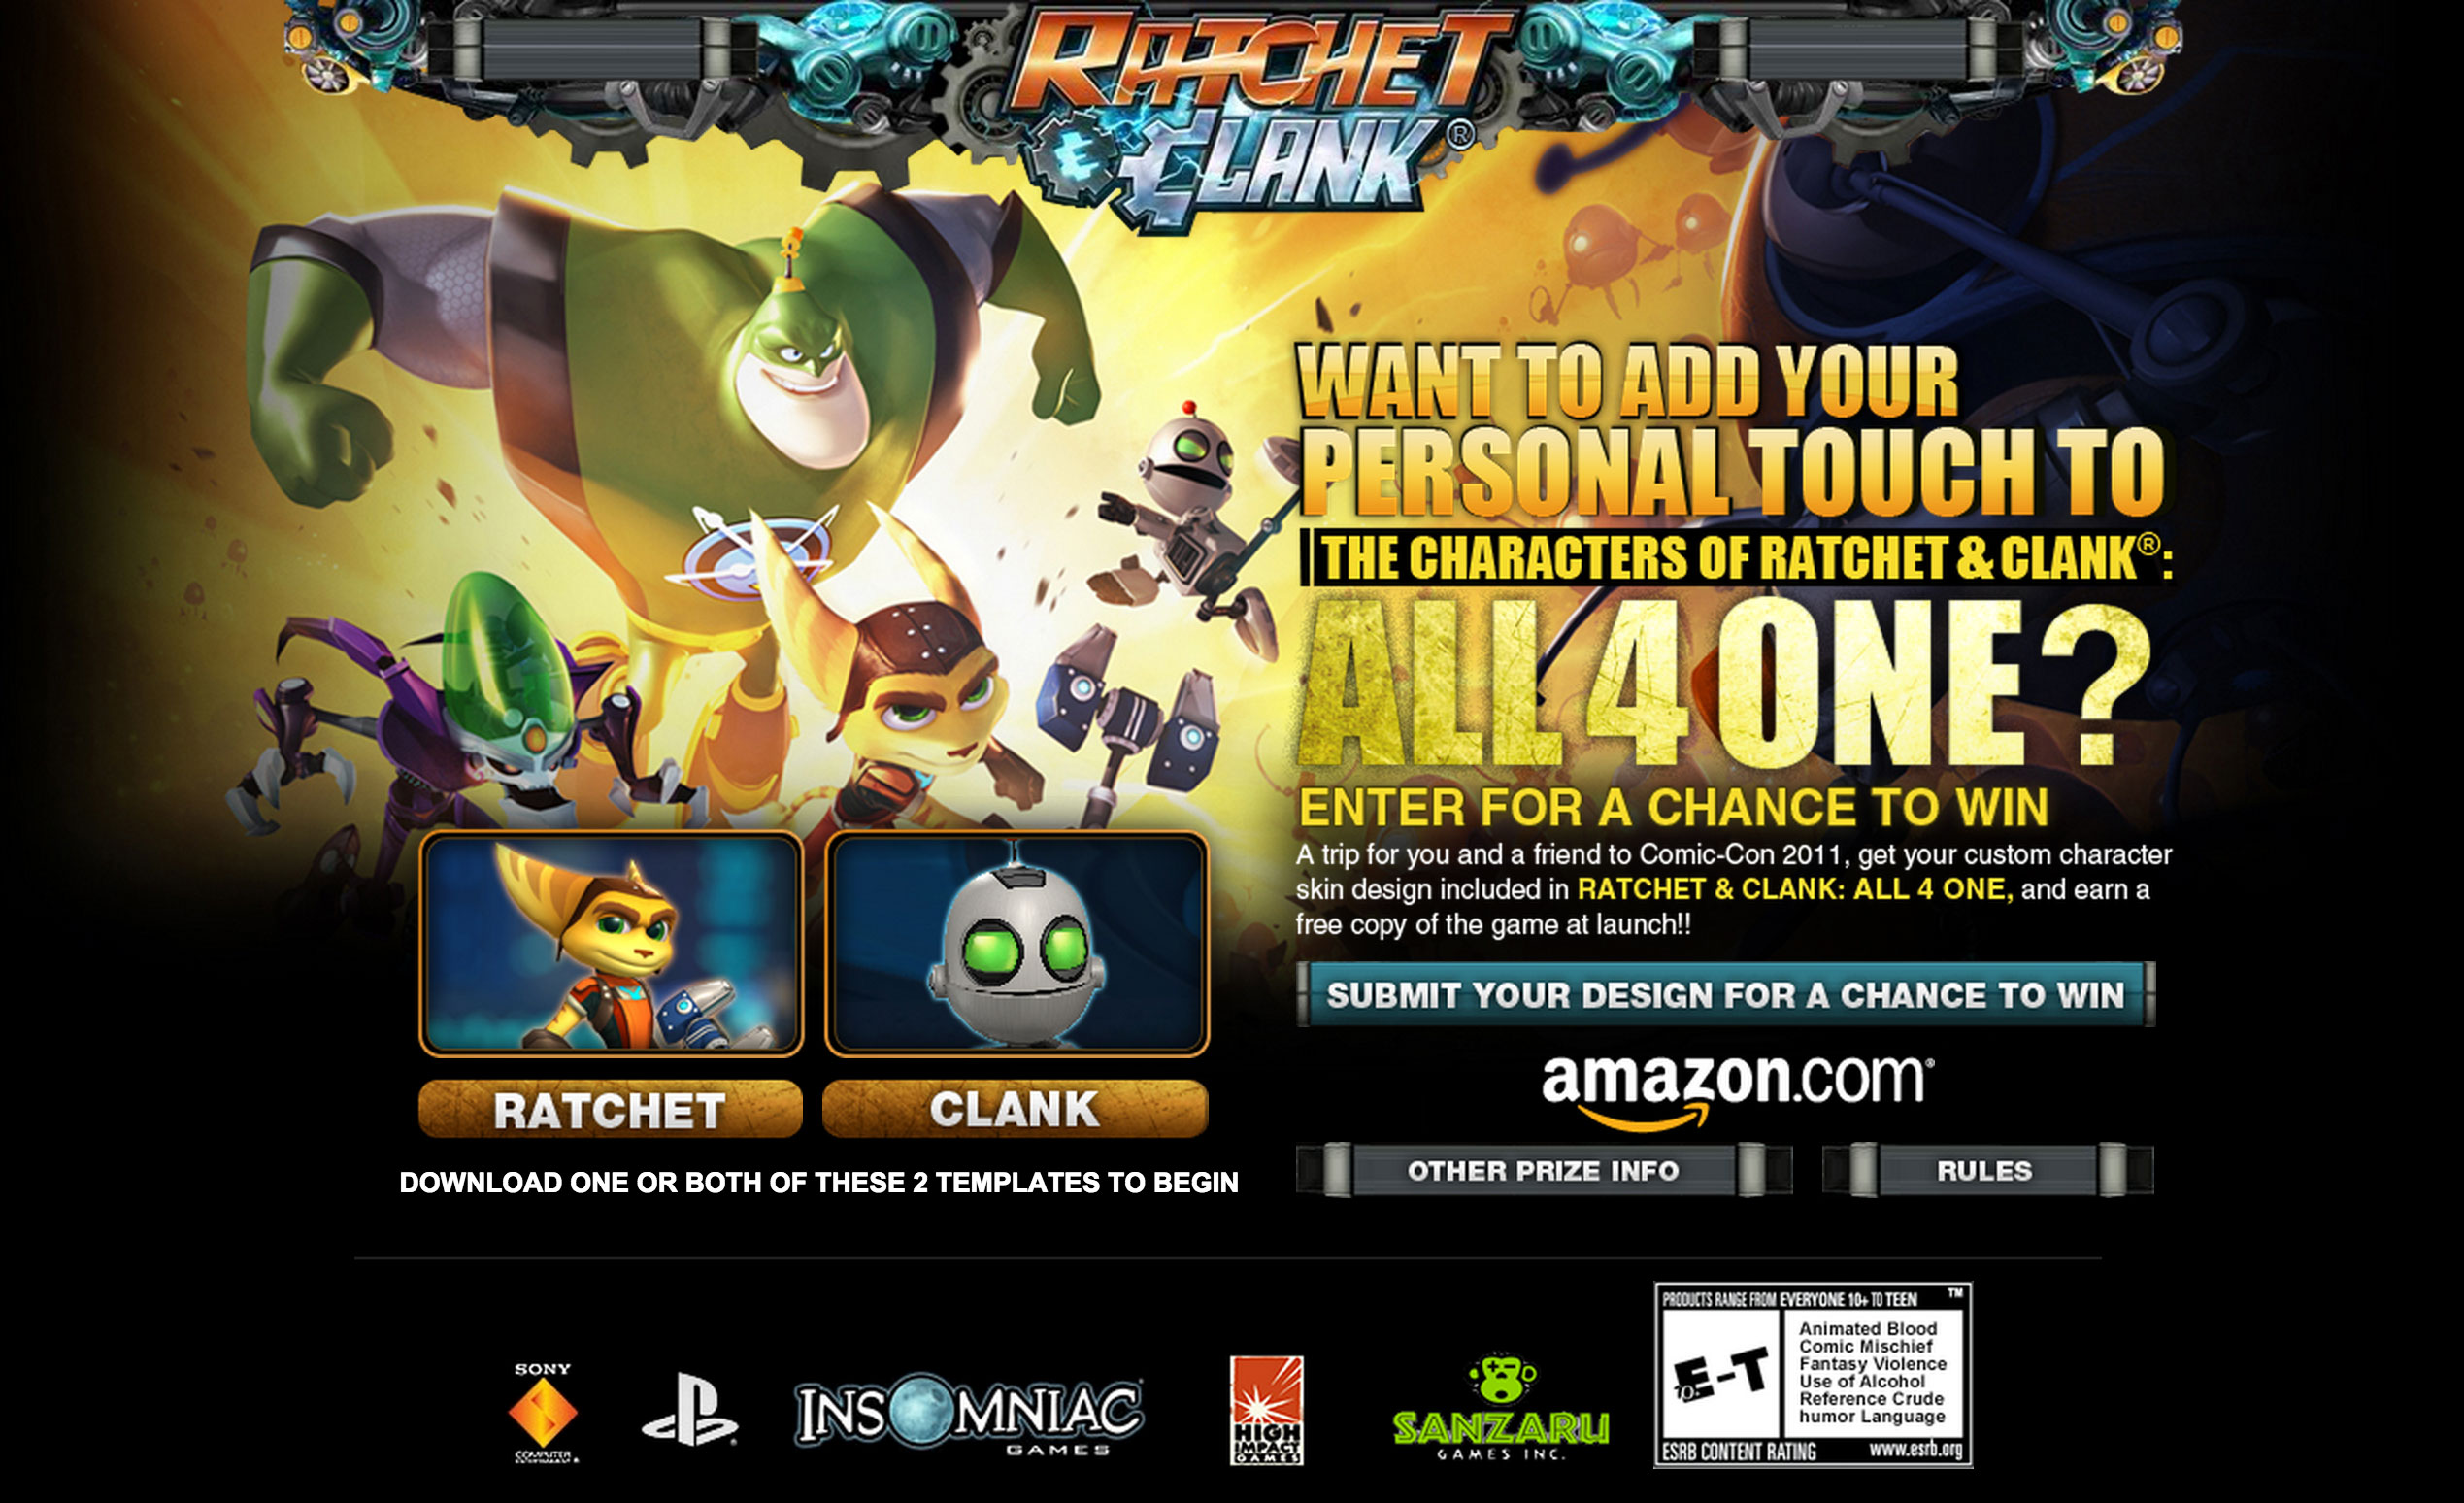 RATCHET
& CLANK®
WANT TO ADD YOUR
PERSONAL TOUCH TO
THE CHARACTERS OF RATCHET & CLANK®:
ALL 4 ONE?
ENTER FOR A CHANCE TO WIN
A trip for you and a friend to Comic-Con 2011, get your custom character
skin design included in RATCHET & CLANK: ALL 4 ONE, and earn a
free copy of the game at launch!!
SUBMIT YOUR DESIGN FOR A CHANCE TO WIN
amazon.com®
OTHER PRIZE INFO
RULES
RATCHET
CLANK
DOWNLOAD ONE OR BOTH OF THESE 2 TEMPLATES TO BEGIN
SONY
COMPUTER
ENTERTAINMENT®
INSOMNIAC
GAMES
HIGH
IMPACT
GAMES
SANZARU
GAMES INC.
PRODUCTS RANGE FROM EVERYONE 10+ TO TEEN ™
E-T
Animated Blood
Comic Mischief
Fantasy Violence
Use of Alcohol
Reference Crude
humor Language
ESRB CONTENT RATING www.esrb.org